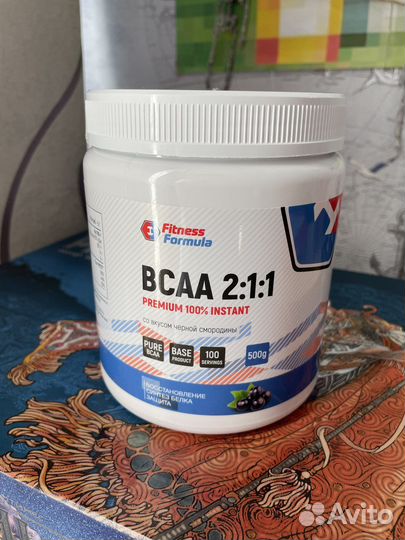 Fitness
Formula
BCAA 2:1:1
PREMIUM 100% INSTANT
со вкусом черной смородины
PURE
BCAA
BASE
PRODUCT
100
SERVINGS
500g
ВОССТАНОВЛЕНИЕ
СИНТЕЗ БЕЛКА
ЗАЩИТА
Avito